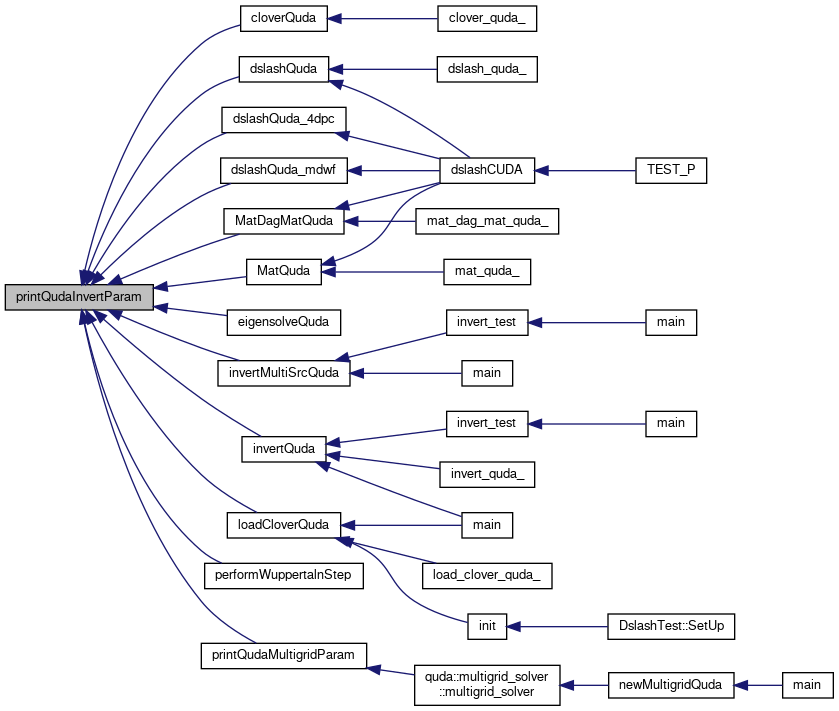 cloverQuda
clover_quda_
dslashQuda
dslash_quda_
dslashQuda_4dpc
dslashQuda_mdwf
dslashCUDA
TEST_P
MatDagMatQuda
mat_dag_mat_quda_
MatQuda
mat_quda_
printQudaInvertParam
eigensolveQuda
invert_test
main
invertMultiSrcQuda
main
invert_test
main
invertQuda
invert_quda_
loadCloverQuda
main
performWuppertalnStep
load_clover_quda_
init
DslashTest::SetUp
printQudaMultigridParam
quda::multigrid_solver
::multigrid_solver
newMultigridQuda
main